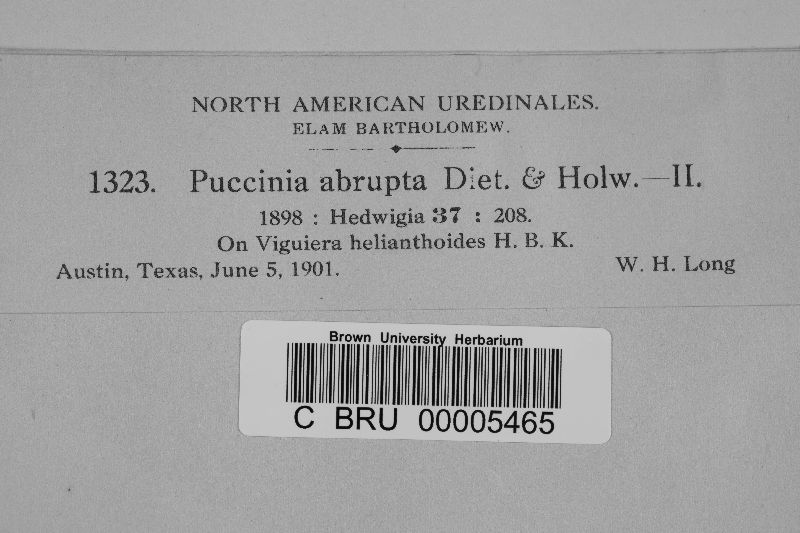 NORTH AMERICAN UREDINALES.
ELAM BARTHOLOMEW.
1323. Puccinia abrupta Diet. & Holw.—II.
1898 : Hedwigia 37 : 208.
On Viguiera helianthoides H. B. K.
Austin, Texas, June 5, 1901. W. H. Long
Brown University Herbarium
C BRU 00005465